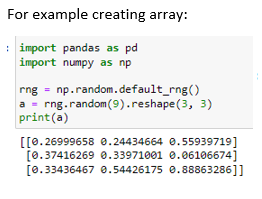 For example creating array:
: import pandas as pd
import numpy as np
rng = np.random.default_rng()
a = rng.random(9).reshape(3, 3)
print(a)
[[0.26999658 0.24434664 0.55939719]
[0.37416269 0.33971001 0.06106674]
[0.33436467 0.54426175 0.88863286]]